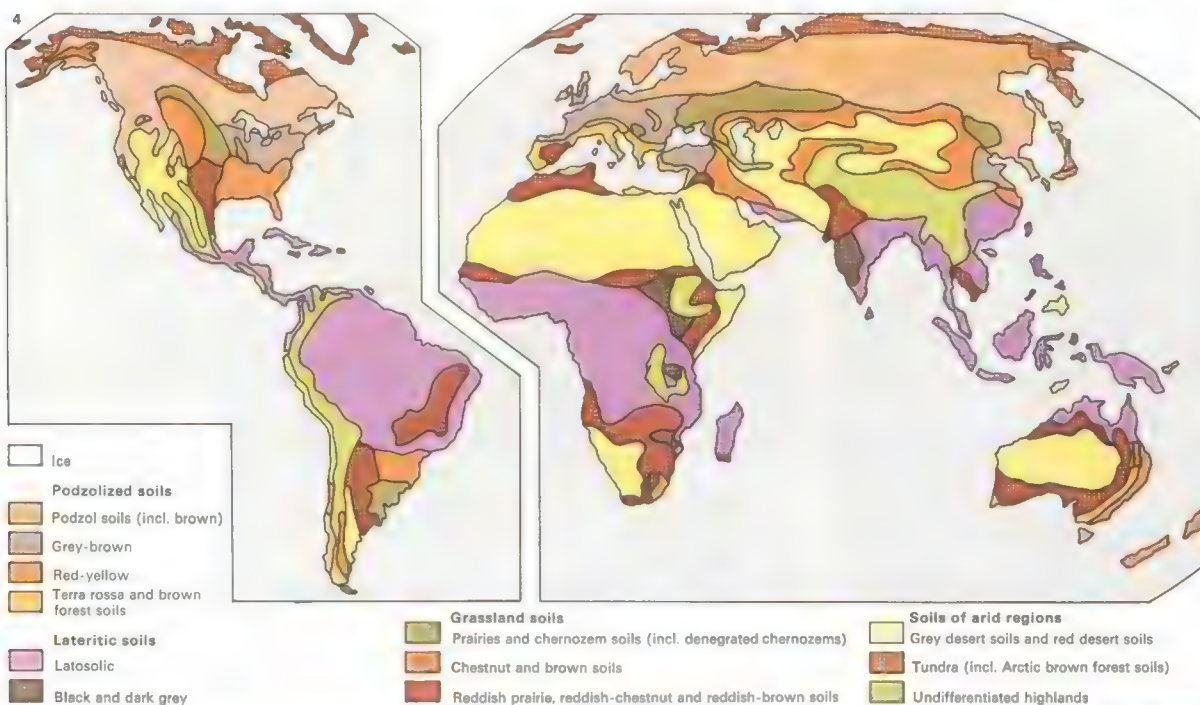 4
Ice
Podzolized soils
Podzol soils (incl. brown)
Grey-brown
Red-yellow
Terra rossa and brown
forest soils
Lateritic soils
Latosolic
Black and dark grey
Grassland soils
Prairies and chernozem soils (incl. denegrated chernozems)
Chestnut and brown soils
Reddish prairie, reddish-chestnut and reddish-brown soils
Soils of arid regions
Grey desert soils and red desert soils
Tundra (incl. Arctic brown forest soils)
Undifferentiated highlands